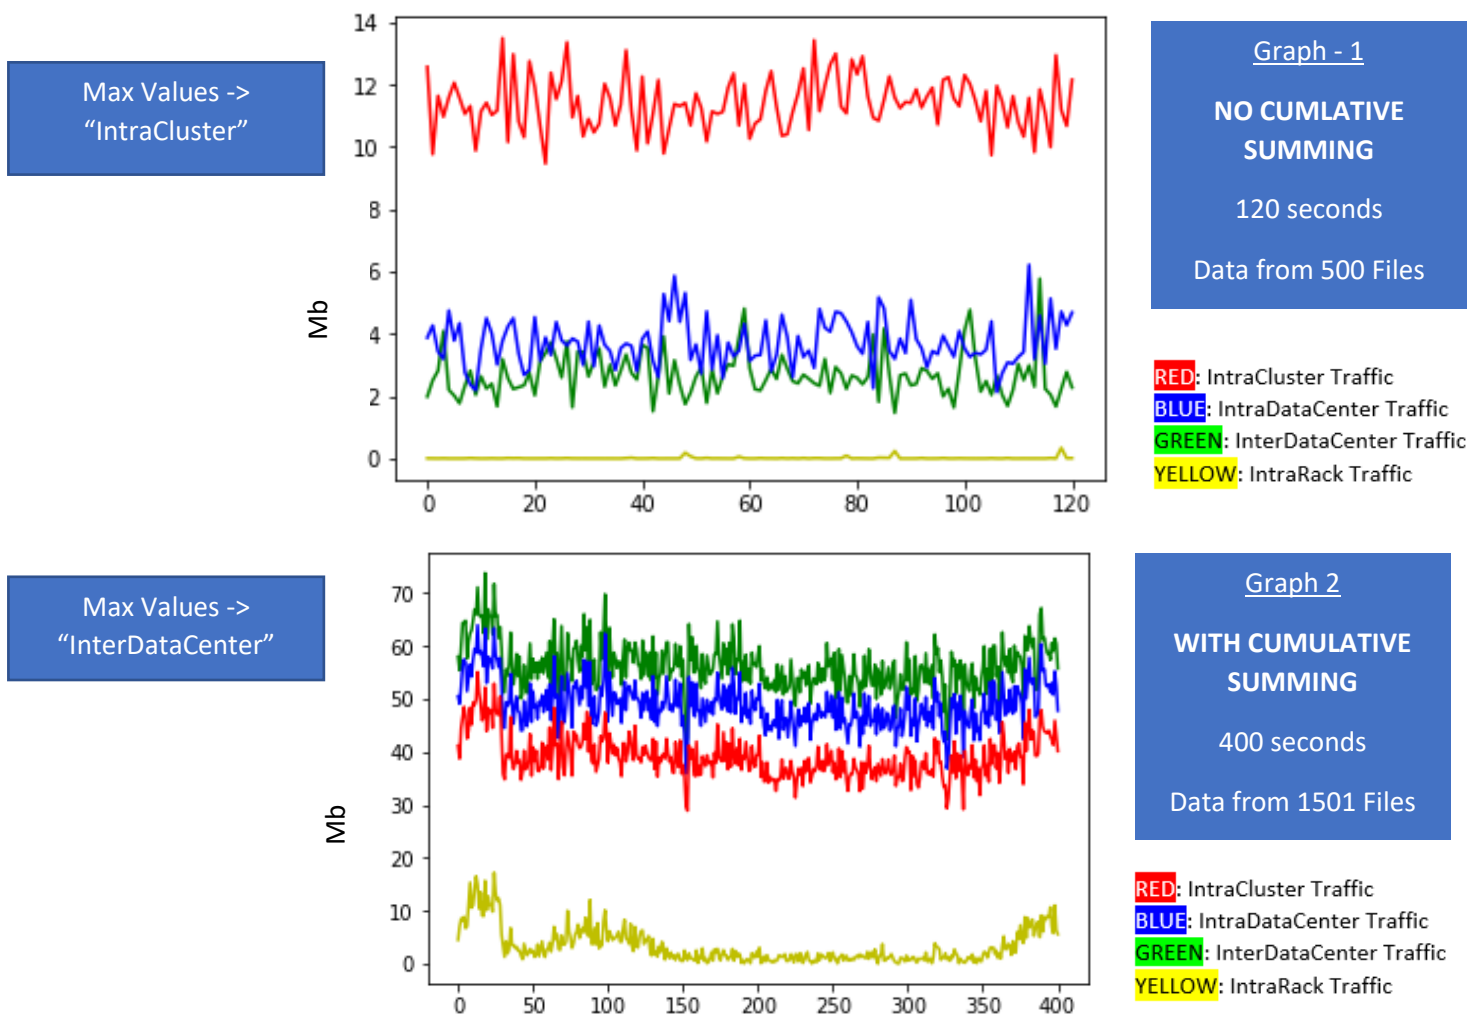 Max Values ->
“IntraCluster”
14
12
10
8
6
4
2
0
Mb
0 20 40 60 80 100 120
Graph - 1
NO CUMLATIVE
SUMMING
120 seconds
Data from 500 Files
RED: IntraCluster Traffic
BLUE: IntraDataCenter Traffic
GREEN: InterDataCenter Traffic
YELLOW: IntraRack Traffic
Max Values ->
“InterDataCenter”
70
60
50
40
30
20
10
0
Mb
0 50 100 150 200 250 300 350 400
Graph 2
WITH CUMULATIVE
SUMMING
400 seconds
Data from 1501 Files
RED: IntraCluster Traffic
BLUE: IntraDataCenter Traffic
GREEN: InterDataCenter Traffic
YELLOW: IntraRack Traffic